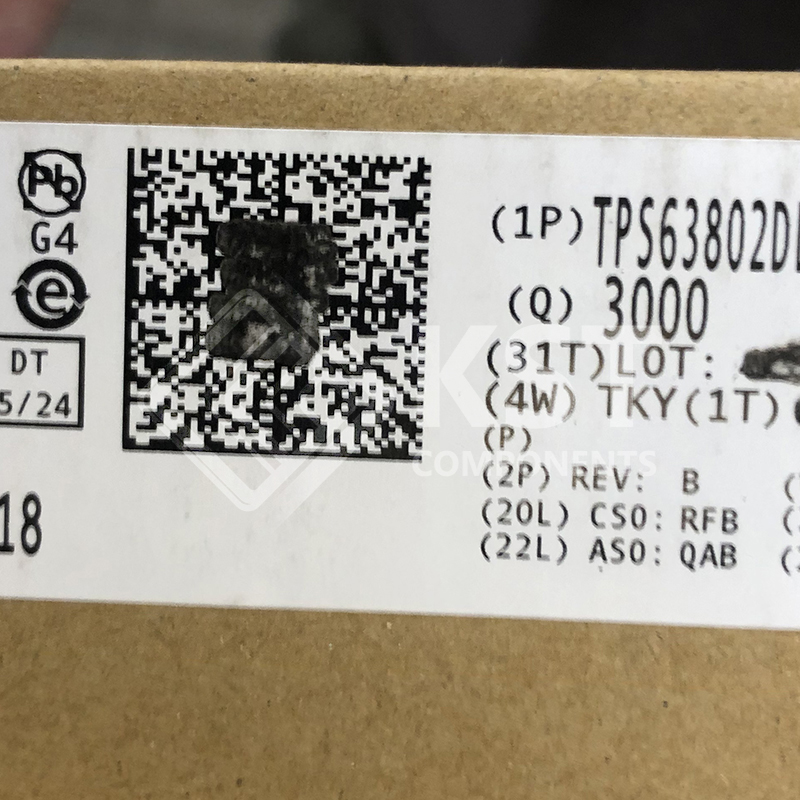 Pb
G4
e
DT
5/24
18
(1P) TPS63802D
(Q) 3000
(31T)LOT:
(4W) TKY(1T)
(P)
(2P) REV: B
(20L) CSO: RFB
(22L) ASO: QAB
KCT
COMPONENTS